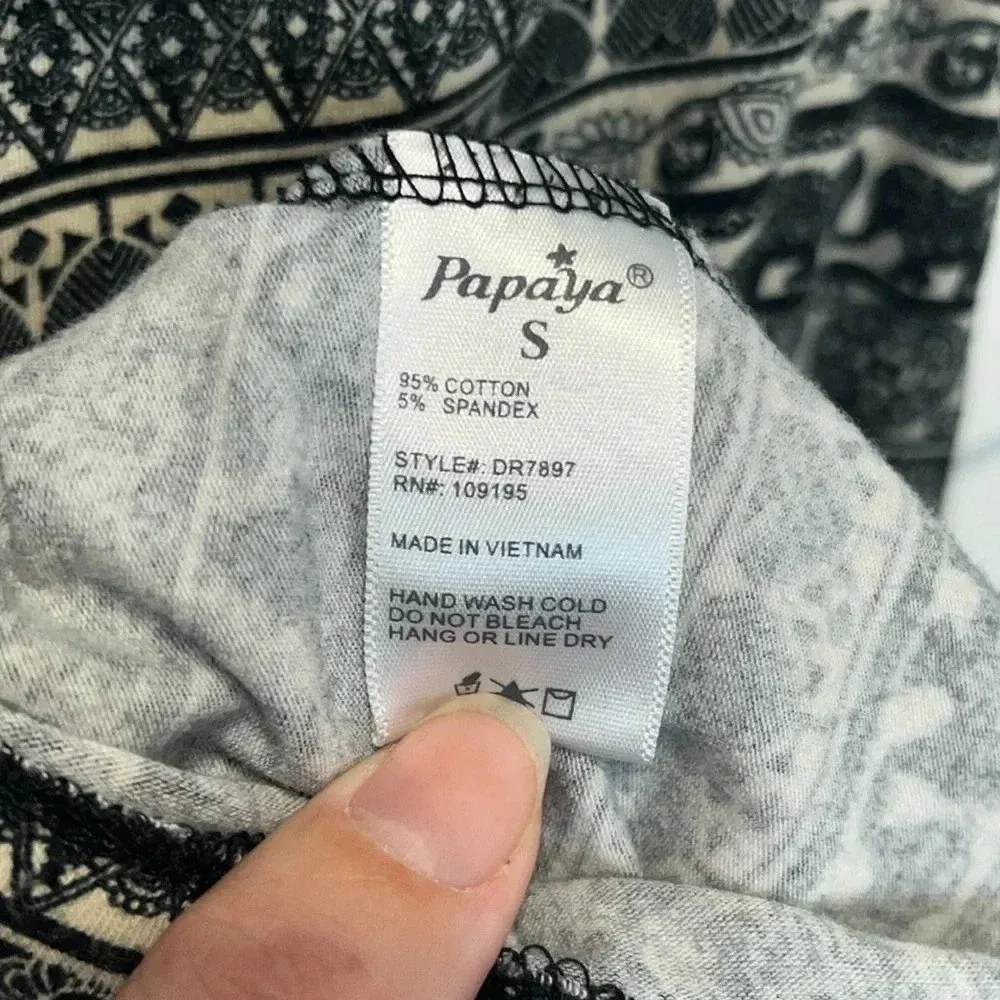 Papaya®
S
95% COTTON
5% SPANDEX
STYLE#: DR7897
RN#: 109195
MADE IN VIETNAM
HAND WASH COLD
DO NOT BLEACH
HANG OR LINE DRY